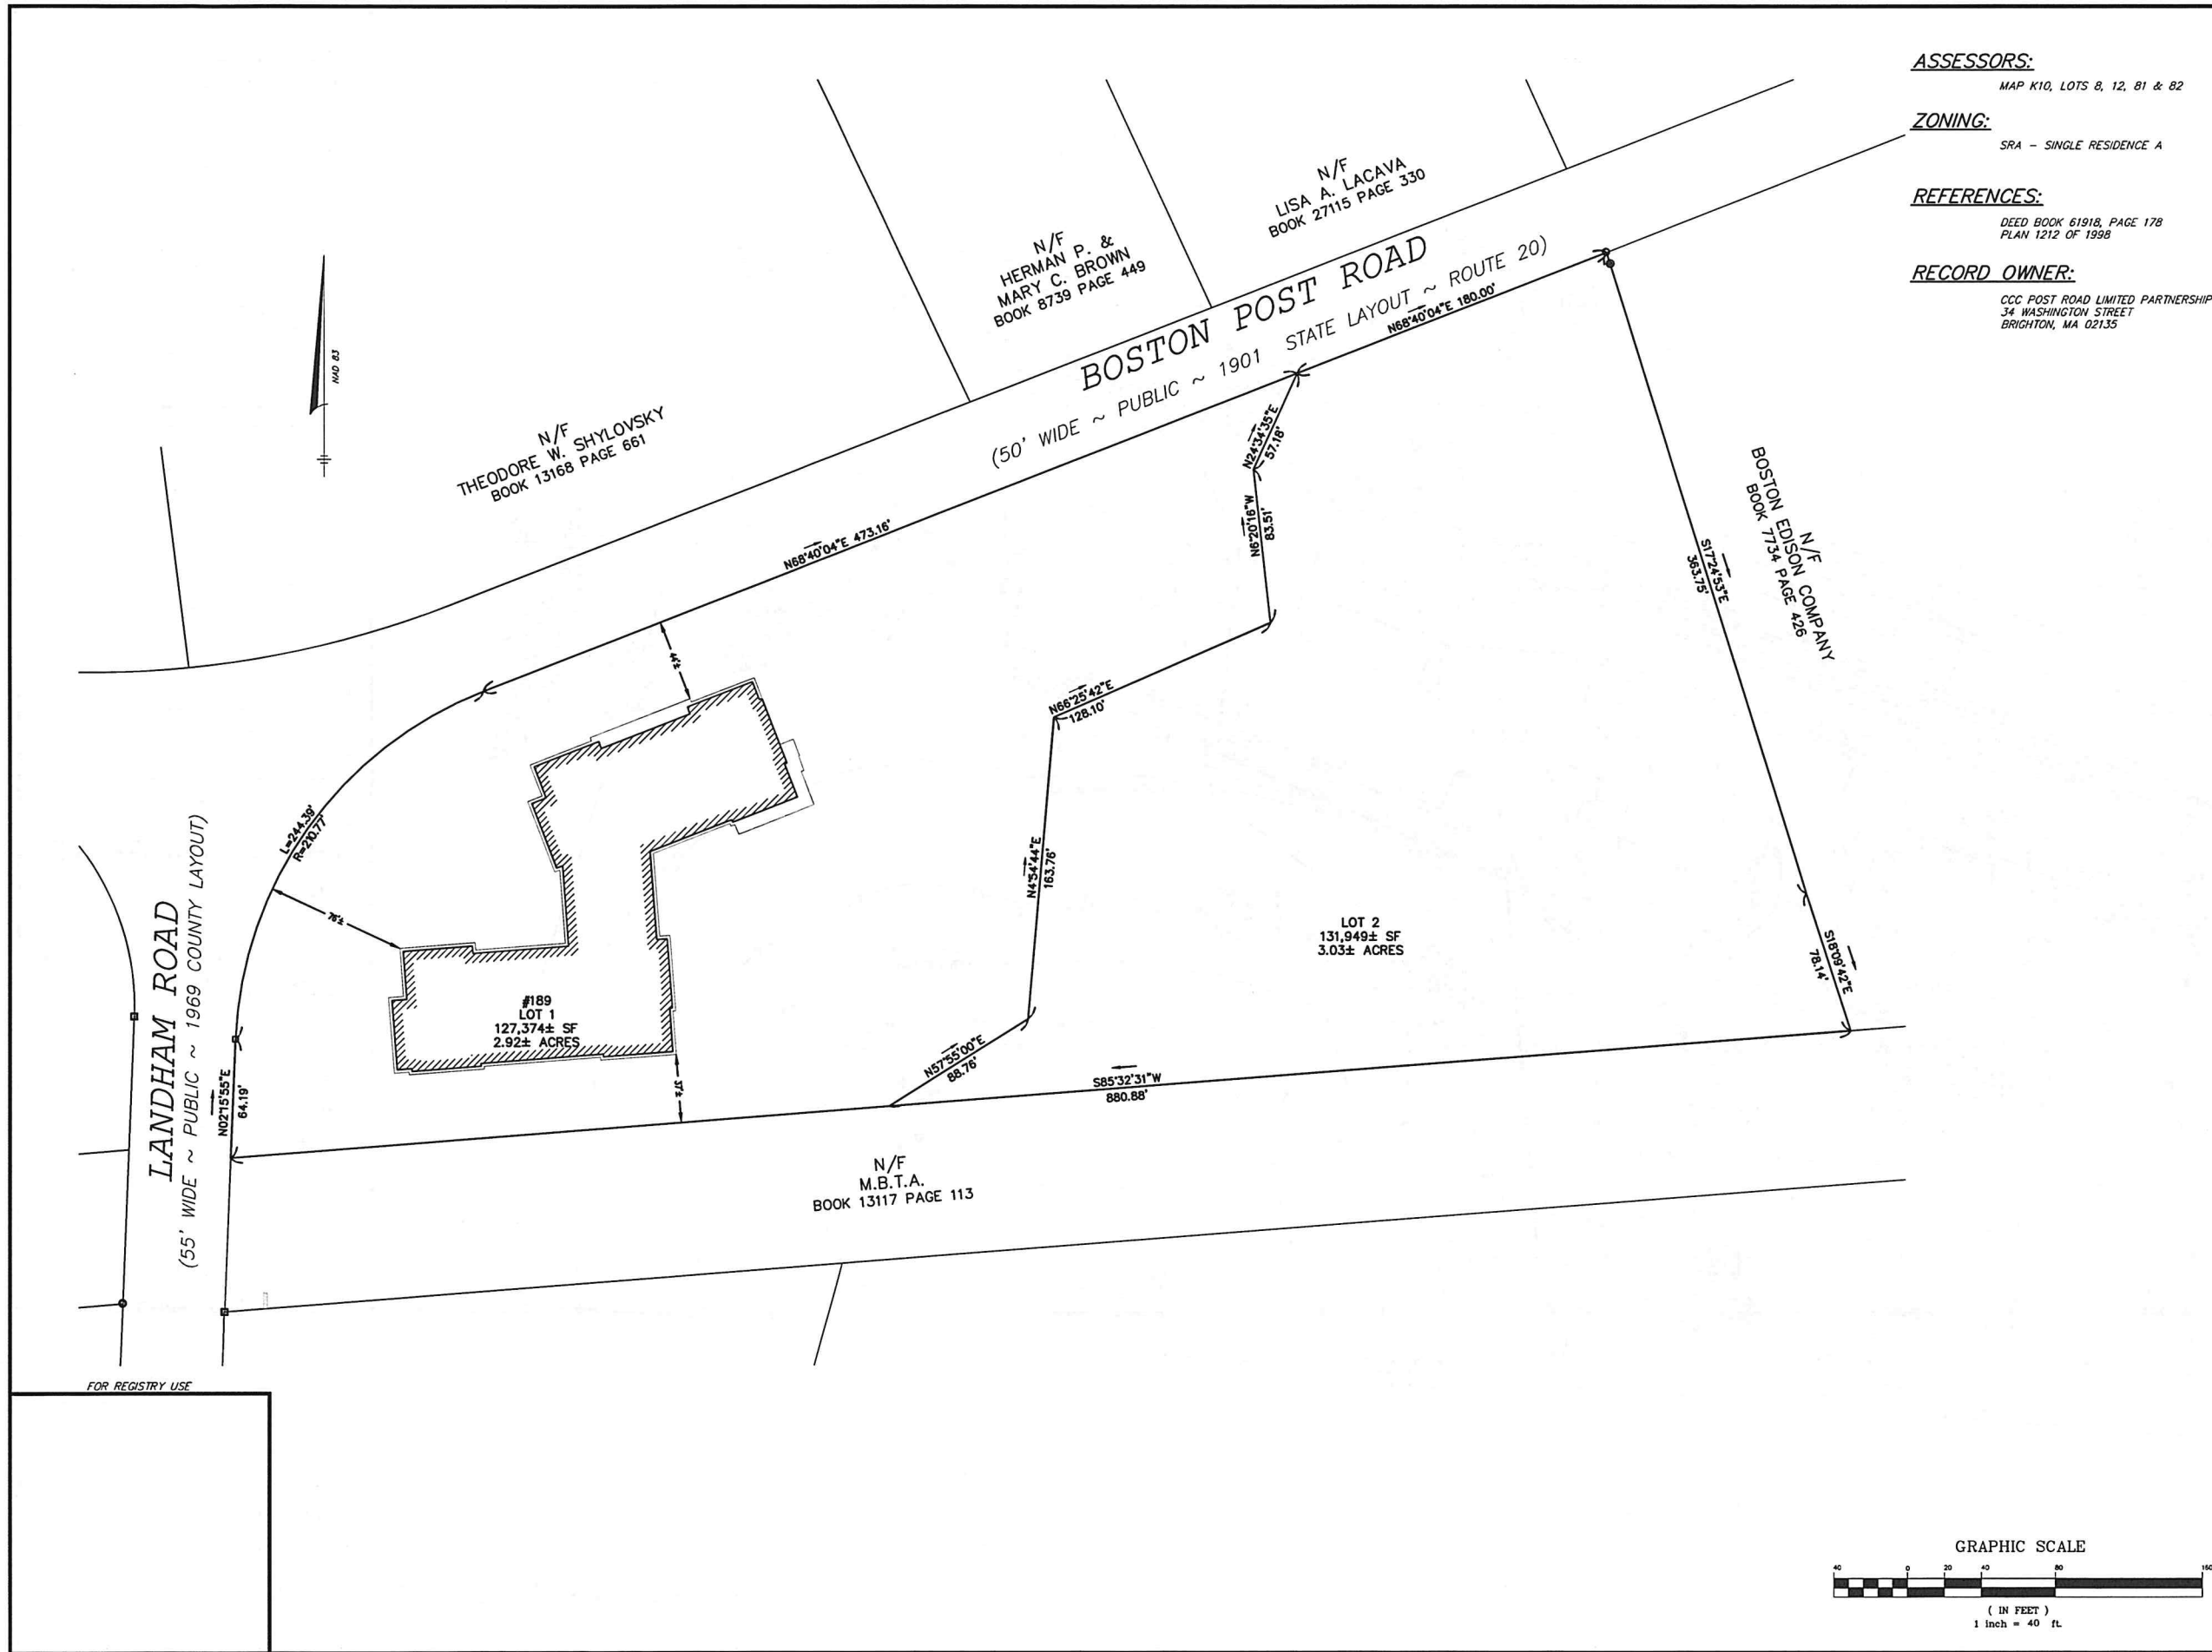 ASSESSORS:
MAP K10, LOTS 8, 12, 81 & 82
ZONING:
SRA - SINGLE RESIDENCE A
REFERENCES:
DEED BOOK 61918, PAGE 178
PLAN 1212 OF 1998
RECORD OWNER:
CCC POST ROAD LIMITED PARTNERSHIP
34 WASHINGTON STREET
BRIGHTON, MA 02135
NAD 83
N/F
THEODORE W. SHYLOVSKY
BOOK 13168 PAGE 661
N/F
HERMAN P. &
MARY C. BROWN
BOOK 8739 PAGE 449
N/F
LISA A. LACAVA
BOOK 27115 PAGE 330
BOSTON POST ROAD
(50' WIDE ~ PUBLIC ~ 1901 STATE LAYOUT ~ ROUTE 20)
N68°40'04"E 180.00'
N68°40'04"E 473.16'
N24°34'35"E
57.18'
N6°20'16"W
83.51'
N66°25'42"E
128.10'
N4°54'44"E
163.76'
N57°55'00"E
88.76'
S17°24'53"E
363.75'
N/F
BOSTON EDISON COMPANY
BOOK 7734 PAGE 426
S18°09'42"E
78.14'
S85°32'31"W
880.88'
LOT 2
131,949± SF
3.03± ACRES
44'±
76'±
37'±
L=244.39'
R=210.77'
#189
LOT 1
127,374± SF
2.92± ACRES
N02°15'55"E
64.19'
LANDHAM ROAD
(55' WIDE ~ PUBLIC ~ 1969 COUNTY LAYOUT)
N/F
M.B.T.A.
BOOK 13117 PAGE 113
FOR REGISTRY USE
GRAPHIC SCALE
40 0 20 40 80 160
( IN FEET )
1 inch = 40 ft.